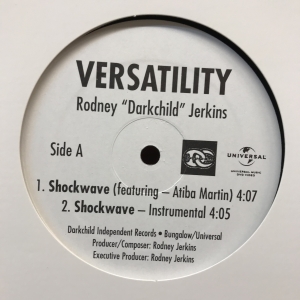 VERSATILITY
Rodney "Darkchild" Jerkins
Side A
UNIVERSAL
1. Shockwave (featuring – Atiba Martin) 4:07
2. Shockwave – Instrumental 4:05
Darkchild Independent Records • Bungalow/Universal
Producer/Composer: Rodney Jerkins
Executive Producer: Rodney Jerkins